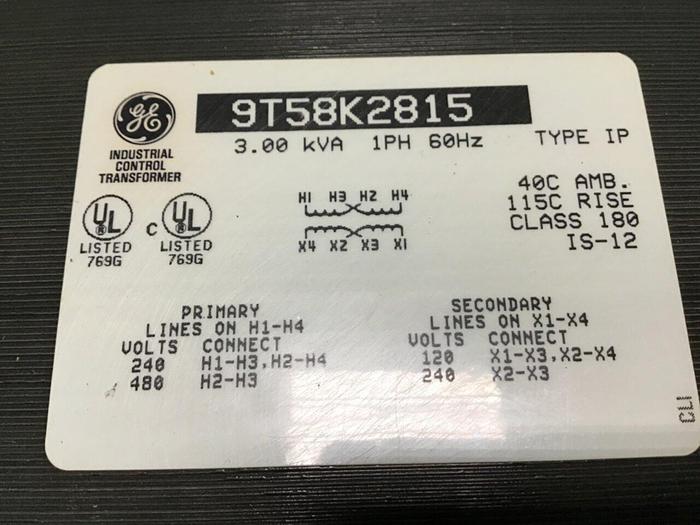 GE
9T58K2815
3.00 kVA 1PH 60Hz TYPE IP
INDUSTRIAL
CONTROL
TRANSFORMER
40C AMB.
115C RISE
CLASS 180
IS-12
UL
LISTED
769G
C
UL
LISTED
769G
H1 H3 H2 H4
X4 X2 X3 X1
PRIMARY
LINES ON H1-H4
VOLTS CONNECT
240 H1-H3,H2-H4
480 H2-H3
SECONDARY
LINES ON X1-X4
VOLTS CONNECT
120 X1-X3,X2-X4
240 X2-X3
CLI